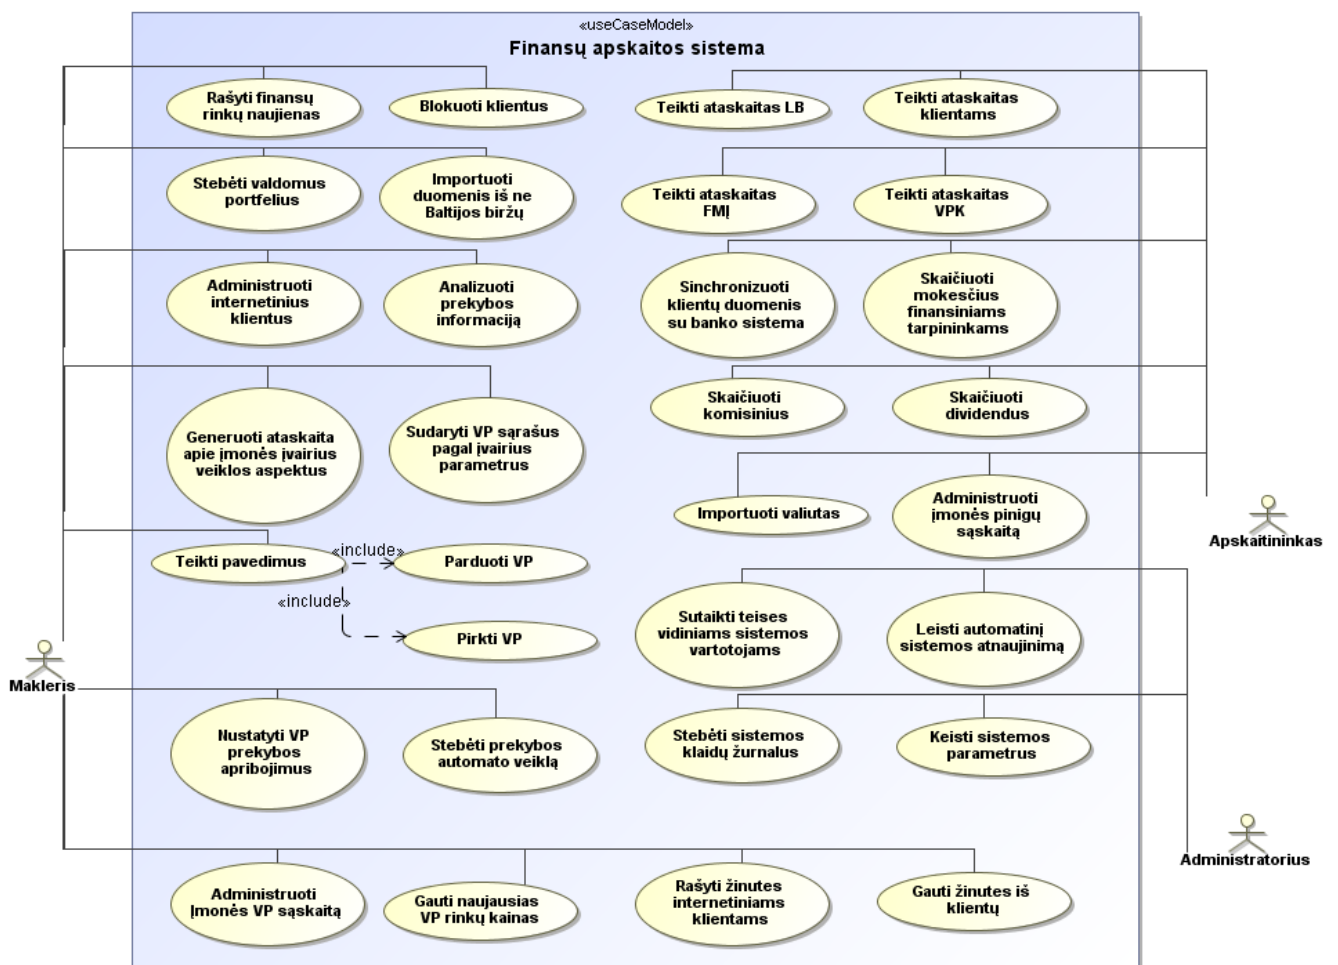 «useCaseModel»
Finansų apskaitos sistema
Rašyti finansų
rinkų naujienas
Blokuoti klientus
Teikti ataskaitas LB
Teikti ataskaitas
klientams
Stebėti valdomus
portfelius
Importuoti
duomenis iš ne
Baltijos biržų
Teikti ataskaitas
FMĮ
Teikti ataskaitas
VPK
Administruoti
internetinius
klientus
Analizuoti
prekybos
informaciją
Sinchronizuoti
klientų duomenis
su banko sistema
Skaičiuoti
mokesčius
finansiniams
tarpininkams
Generuoti ataskaita
apie įmonės įvairius
veiklos aspektus
Sudaryti VP sąrašus
pagal įvairius
parametrus
Skaičiuoti
komisinius
Skaičiuoti
dividendus
Importuoti valiutas
Administruoti
įmonės pinigų
sąskaitą
Apskaitininkas
Teikti pavedimus
«include»
Parduoti VP
«include»
Pirkti VP
Sutaikti teises
vidiniams sistemos
vartotojams
Leisti automatinį
sistemos atnaujinimą
Makleris
Nustatyti VP
prekybos
apribojimus
Stebėti prekybos
automato veiklą
Stebėti sistemos
klaidų žurnalus
Keisti sistemos
parametrus
Administratorius
Administruoti
Įmonės VP sąskaitą
Gauti naujausias
VP rinkų kainas
Rašyti žinutes
internetiniams
klientams
Gauti žinutes iš
klientų